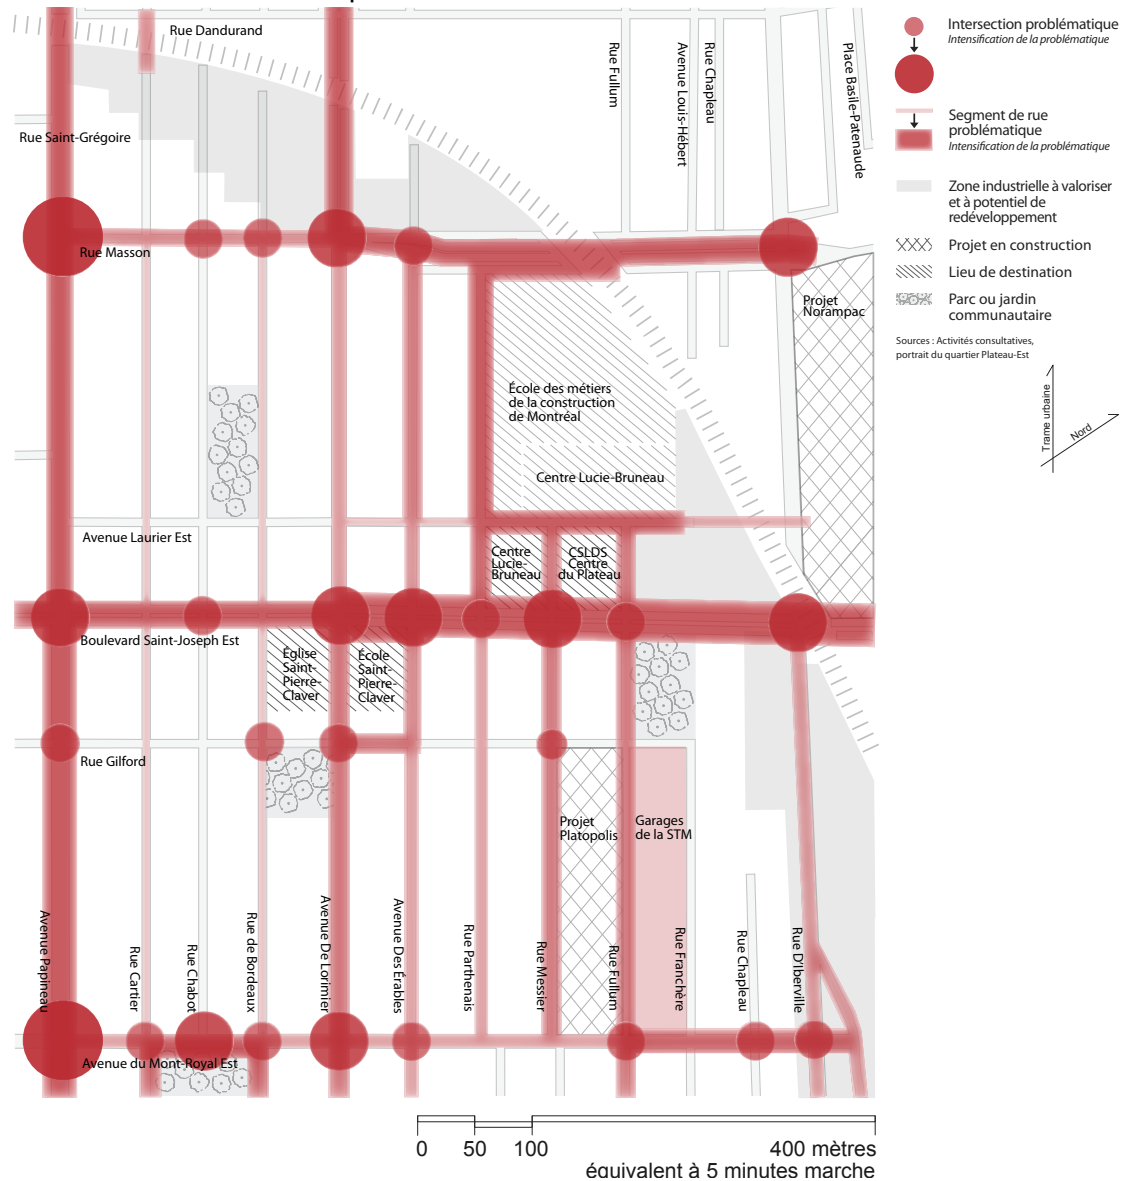 Rue Dandurand
Rue Saint-Grégoire
Rue Masson
Rue Fullum
Avenue Louis-Hébert
Rue Chapleau
Place Basile-Patenaude
Projet
Norampac
École des métiers
de la construction
de Montréal
Centre Lucie-Bruneau
Avenue Laurier Est
Centre
Lucie-
Bruneau
CSLDS
Centre
du Plateau
Boulevard Saint-Joseph Est
Église
Saint-
Pierre-
Claver
École
Saint-
Pierre-
Claver
Rue Gilford
Projet
Platopolis
Garages
de la STM
Avenue Papineau
Rue Cartier
Rue Chabot
Rue de Bordeaux
Avenue De Lorimier
Avenue Des Érables
Rue Parthenais
Rue Messier
Rue Fullum
Rue Franchère
Rue Chapleau
Rue D'Iberville
Avenue du Mont-Royal Est
Intersection problématique
Intensification de la problématique
Segment de rue
problématique
Intensification de la problématique
Zone industrielle à valoriser
et à potentiel de
redéveloppement
Projet en construction
Lieu de destination
Parc ou jardin
communautaire
Sources : Activités consultatives,
portrait du quartier Plateau-Est
Trame urbaine
Nord
0 50 100 400 mètres
équivalent à 5 minutes marche